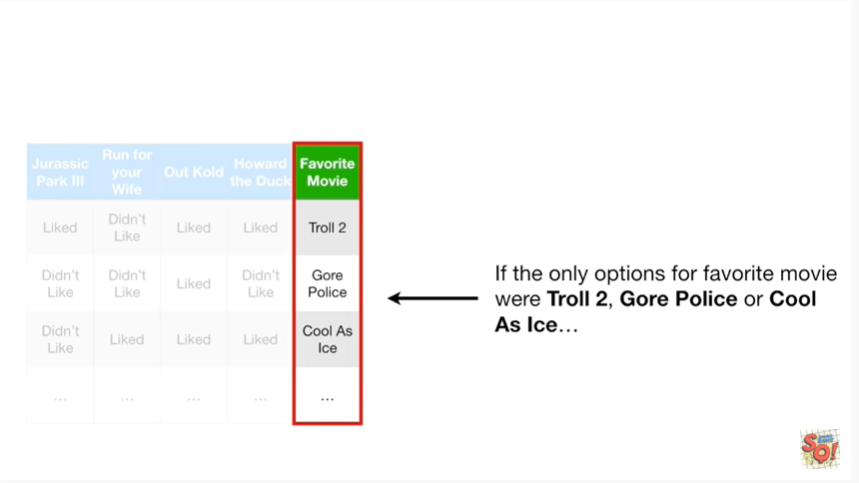 Jurassic Park III Run for your Wife Out Kold Howard the Duck Favorite Movie
Liked Didn't Like Liked Liked Troll 2
Didn't Like Didn't Like Liked Didn't Like Gore Police
Didn't Like Liked Liked Liked Cool As Ice
... ... ... ... ...
If the only options for favorite movie
were Troll 2, Gore Police or Cool
As Ice...
SO!